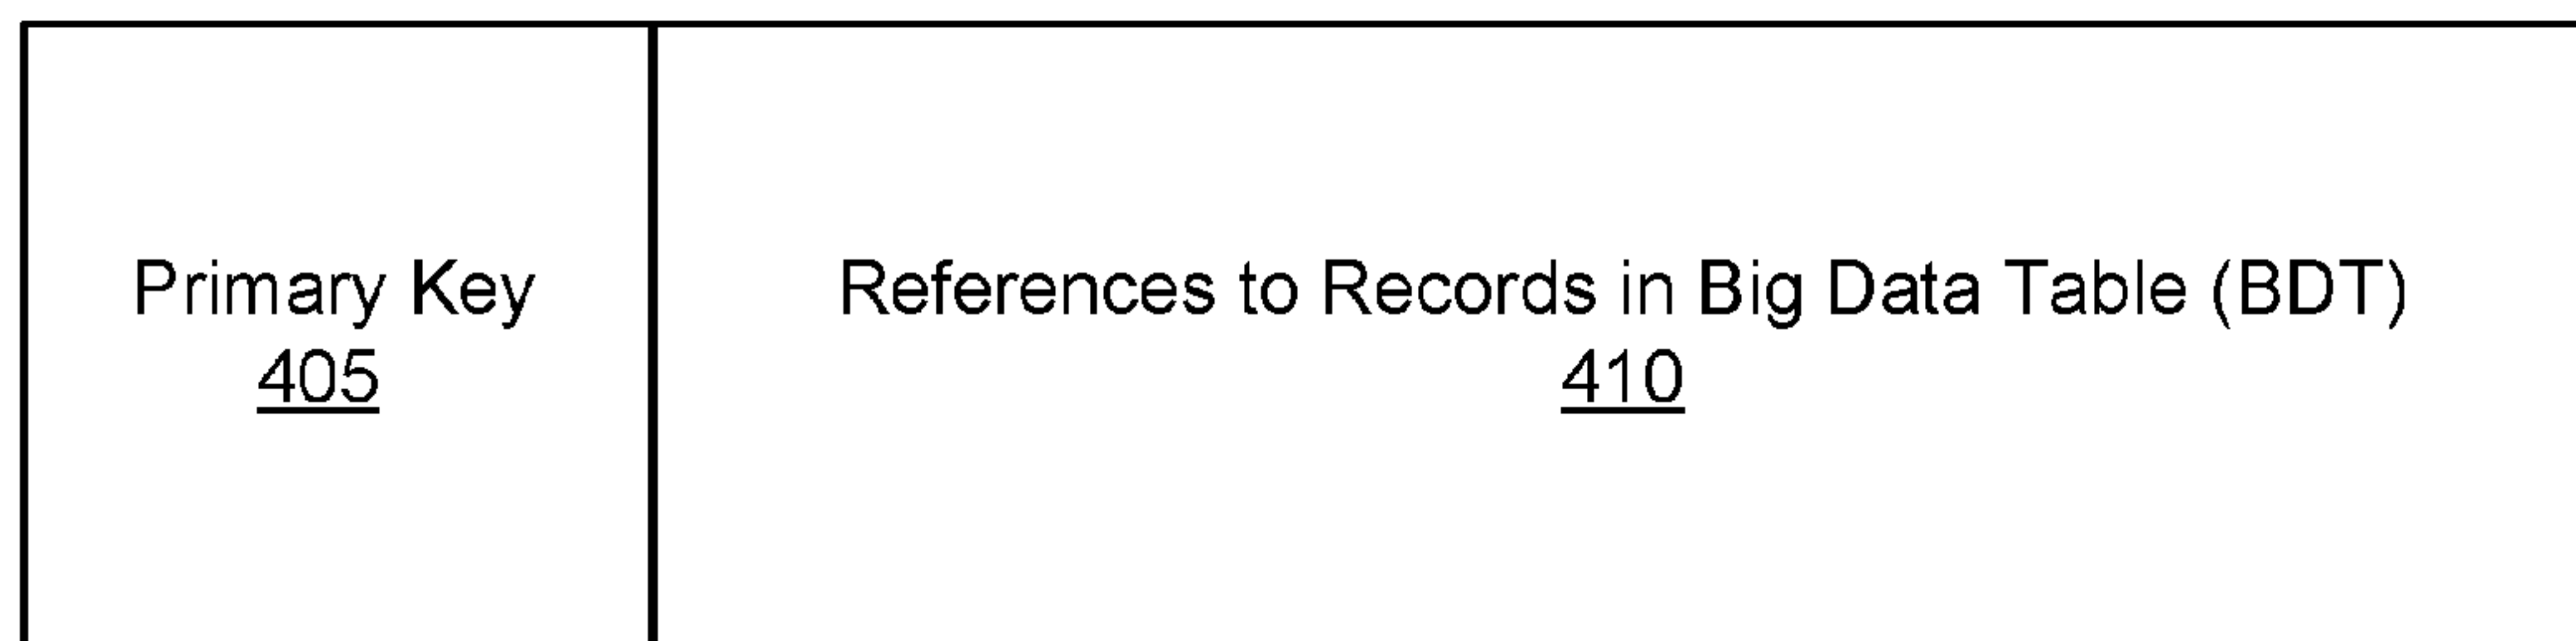 Primary Key
405
References to Records in Big Data Table (BDT)
410